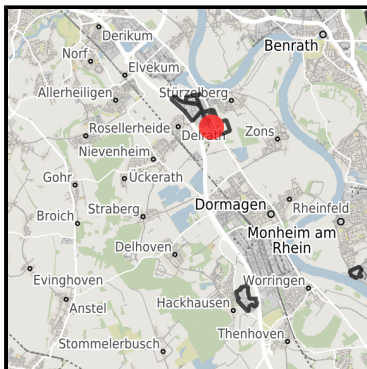 Derikum
Benrath
Norf
Elvekum
Allerheiligen
Stürzelberg
Rosellerheide
Delrath
Zons
Nievenheim
Gohr
Ückerath
Straberg
Dormagen
Rheinfeld
Broich
Monheim am
Rhein
Delhoven
Evinghoven
Worringen
Anstel
Hackhausen
Thenhoven
Stommelerbusch